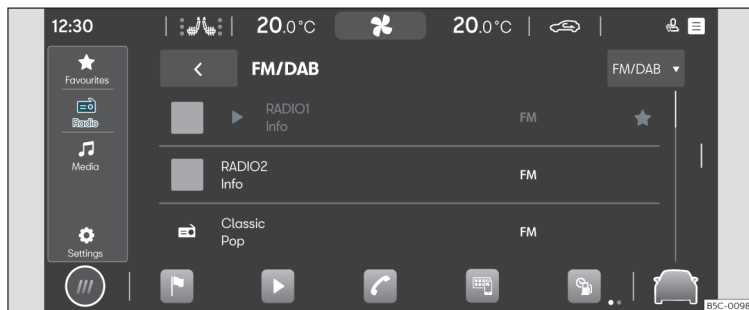 12:30
20.0°C
20.0°C
Favourites
FM/DAB
FM/DAB
Radio
RADIO1
Info
FM
Media
RADIO2
Info
FM
Classic
Pop
FM
Settings
B5C-0098